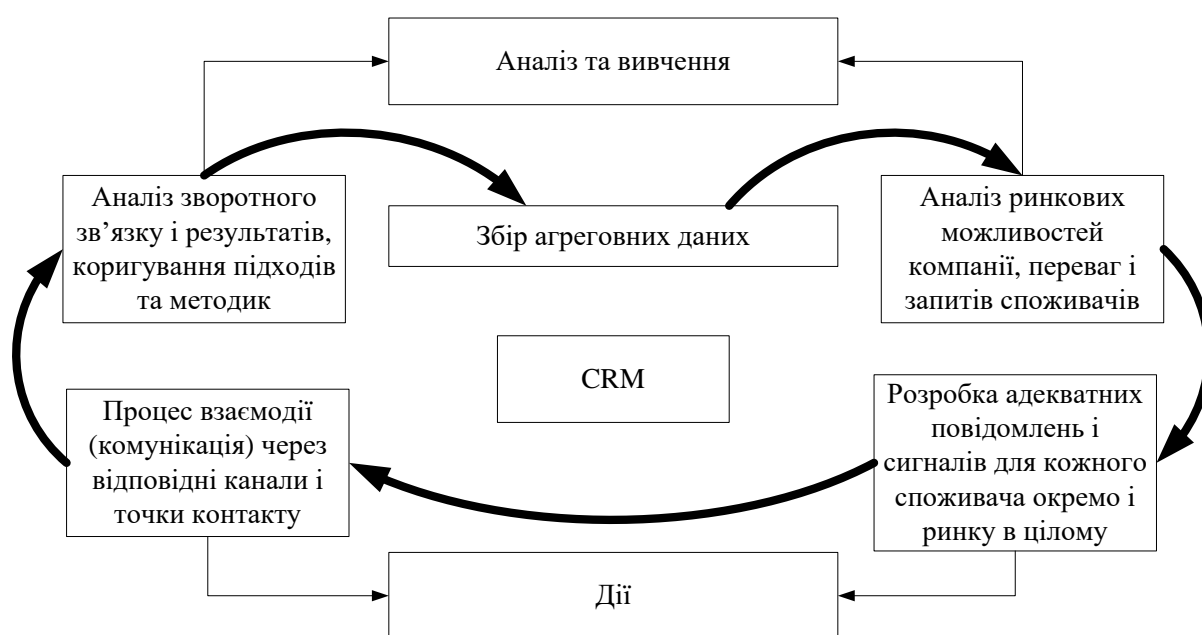 Аналіз та вивчення
Аналіз зворотного
зв’язку і результатів,
коригування підходів
та методик
Збір агреговних даних
Аналіз ринкових
можливостей
компанії, переваг і
запитів споживачів
CRM
Процес взаємодії
(комунікація) через
відповідні канали і
точки контакту
Розробка адекватних
повідомлень і
сигналів для кожного
споживача окремо і
ринку в цілому
Дії